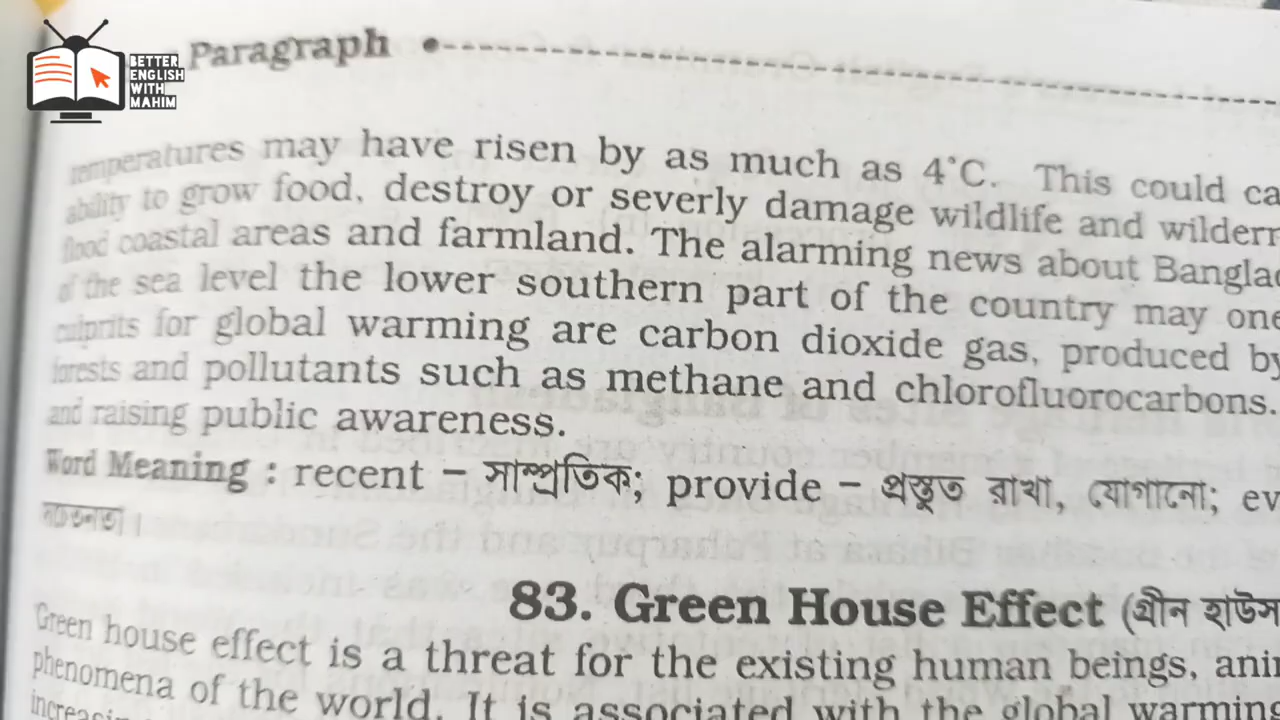 BETTER
ENGLISH
WITH
MAHIM
Paragraph
temperatures may have risen by as much as 4°C. This could ca
ability to grow food, destroy or severly damage wildlife and wildern
flood coastal areas and farmland. The alarming news about Banglad
of the sea level the lower southern part of the country may one
culprits for global warming are carbon dioxide gas, produced by
forests and pollutants such as methane and chlorofluorocarbons.
and raising public awareness.
Word Meaning : recent – সাম্প্রতিক; provide – প্রস্তুত রাখা, যোগানো; ev
সচেতনতা।
83. Green House Effect (গ্রীন হাউস
Green house effect is a threat for the existing human beings, anim
phenomena of the world. It is associated with the global warming